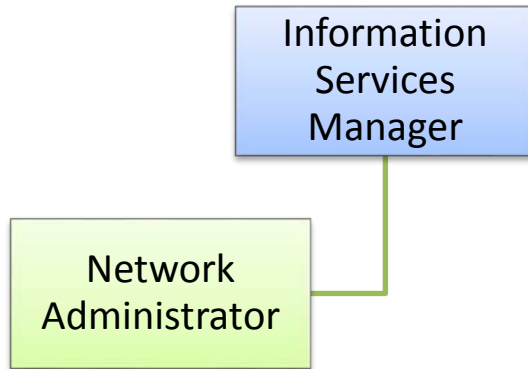 Information
Services
Manager
Network
Administrator